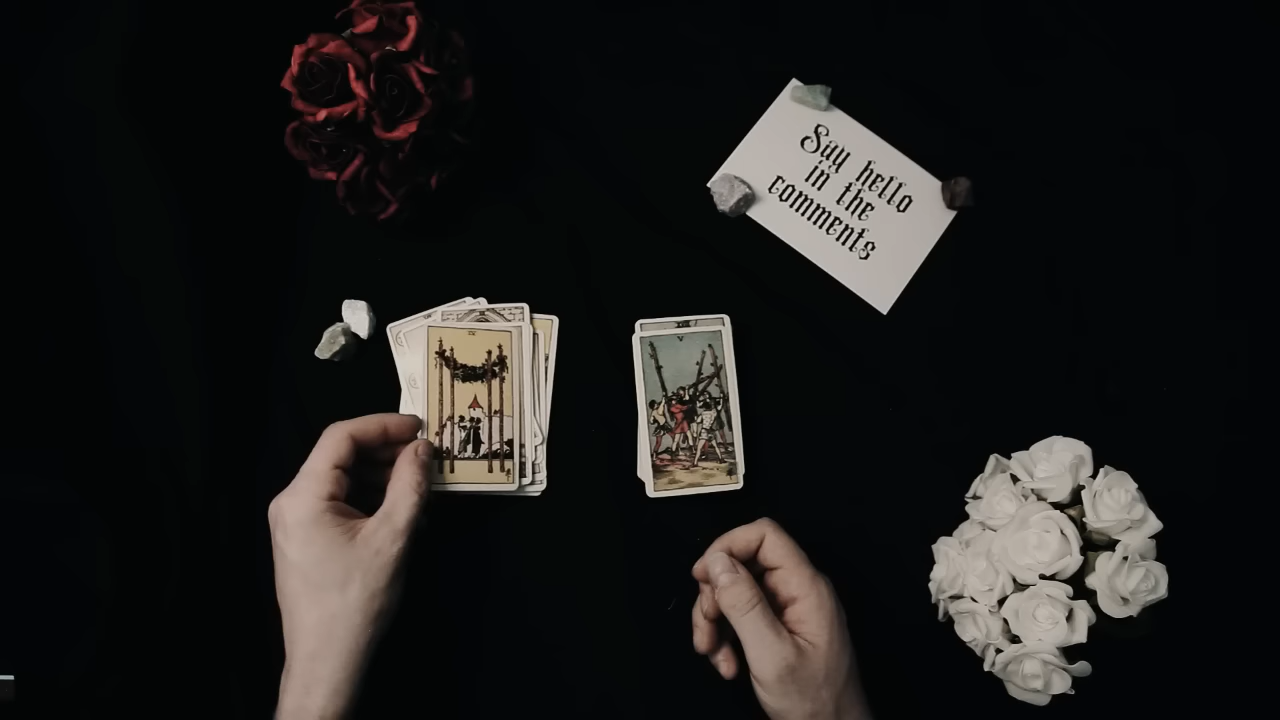 Say hello
in the
comments
V